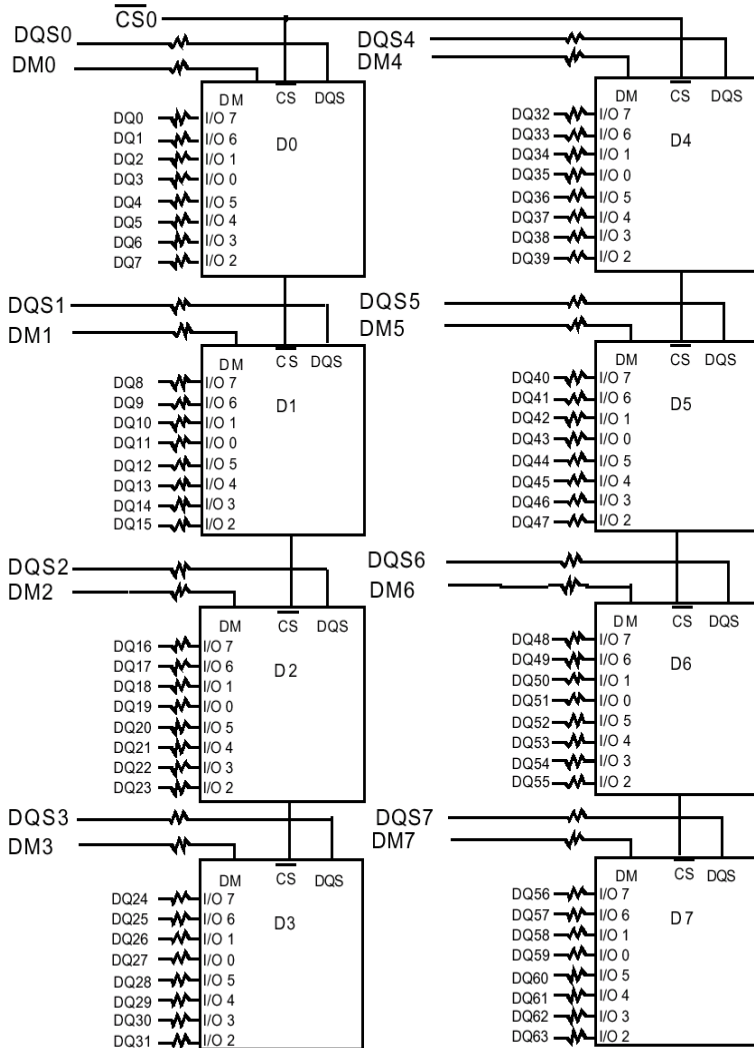 CS0
DQS0
DM0
DM CS DQS
D0
DQ0 I/O 7
DQ1 I/O 6
DQ2 I/O 1
DQ3 I/O 0
DQ4 I/O 5
DQ5 I/O 4
DQ6 I/O 3
DQ7 I/O 2
DQS1
DM1
DM CS DQS
D1
DQ8 I/O 7
DQ9 I/O 6
DQ10 I/O 1
DQ11 I/O 0
DQ12 I/O 5
DQ13 I/O 4
DQ14 I/O 3
DQ15 I/O 2
DQS2
DM2
DM CS DQS
D2
DQ16 I/O 7
DQ17 I/O 6
DQ18 I/O 1
DQ19 I/O 0
DQ20 I/O 5
DQ21 I/O 4
DQ22 I/O 3
DQ23 I/O 2
DQS3
DM3
DM CS DQS
D3
DQ24 I/O 7
DQ25 I/O 6
DQ26 I/O 1
DQ27 I/O 0
DQ28 I/O 5
DQ29 I/O 4
DQ30 I/O 3
DQ31 I/O 2
DQS4
DM4
DM CS DQS
D4
DQ32 I/O 7
DQ33 I/O 6
DQ34 I/O 1
DQ35 I/O 0
DQ36 I/O 5
DQ37 I/O 4
DQ38 I/O 3
DQ39 I/O 2
DQS5
DM5
DM CS DQS
D5
DQ40 I/O 7
DQ41 I/O 6
DQ42 I/O 1
DQ43 I/O 0
DQ44 I/O 5
DQ45 I/O 4
DQ46 I/O 3
DQ47 I/O 2
DQS6
DM6
DM CS DQS
D6
DQ48 I/O 7
DQ49 I/O 6
DQ50 I/O 1
DQ51 I/O 0
DQ52 I/O 5
DQ53 I/O 4
DQ54 I/O 3
DQ55 I/O 2
DQS7
DM7
DM CS DQS
D7
DQ56 I/O 7
DQ57 I/O 6
DQ58 I/O 1
DQ59 I/O 0
DQ60 I/O 5
DQ61 I/O 4
DQ62 I/O 3
DQ63 I/O 2